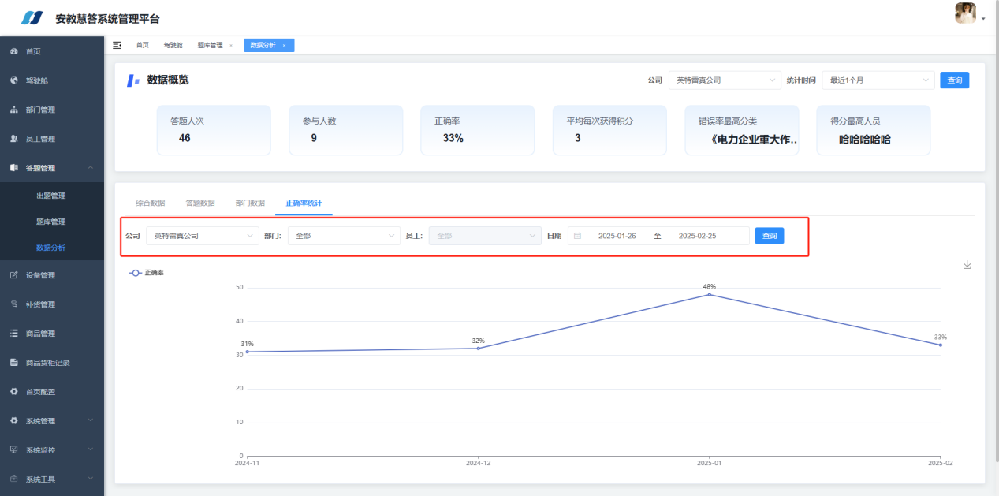 安教慧答系统管理平台
首页
驾驶舱
题库管理 ×
数据分析 ×
首页
驾驶舱
部门管理
员工管理
答题管理
出题管理
题库管理
数据分析
设备管理
补货管理
商品管理
商品货柜记录
首页配置
系统管理
系统监控
系统工具
数据概览
公司 英特雷真公司 统计时间 最近1个月 查询
答题人次
46
参与人数
9
正确率
33%
平均每次获得积分
3
错误率最高分类
《电力企业重大作..
得分最高人员
哈哈哈哈哈
综合数据 答题数据 部门数据 正确率统计
公司 英特雷真公司 部门: 全部 员工: 全部 日期 2025-01-26 至 2025-02-25 查询
正确率
50
40
30
20
10
0
31%
32%
48%
33%
2024-11 2024-12 2025-01 2025-02